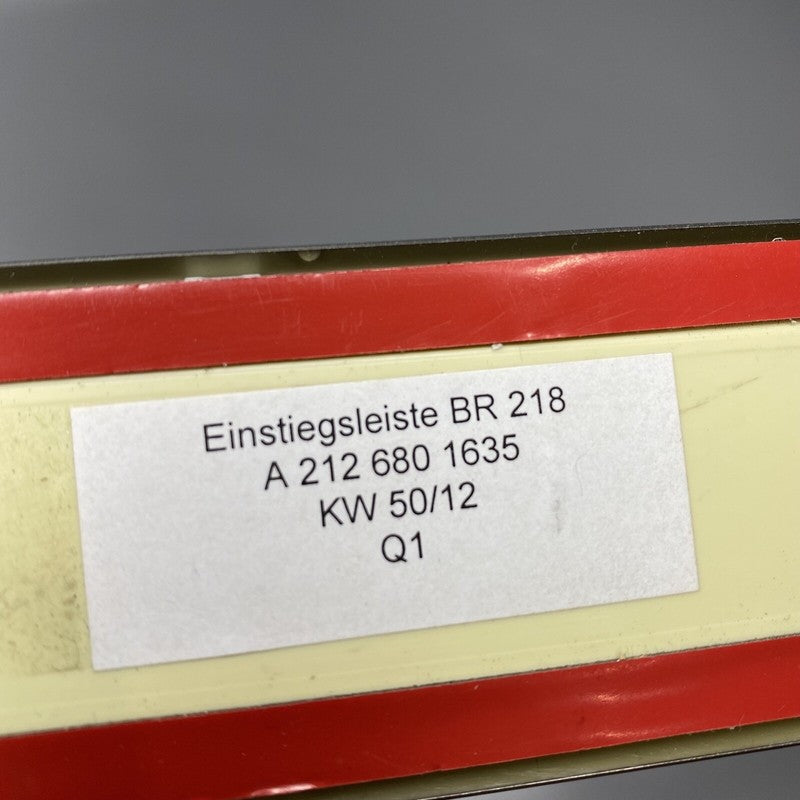 Einstiegsleiste BR 218
A 212 680 1635
KW 50/12
Q1